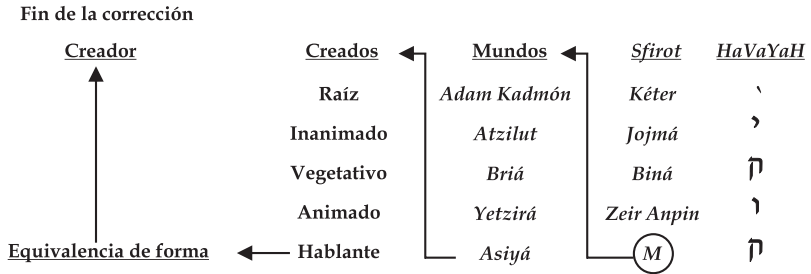 Fin de la corrección
Creador Creados Mundos Sfirot HaVaYaH
Raíz Adam Kadmón Kéter '
Inanimado Atzilut Jojmá י
Vegetativo Briá Biná ק
Animado Yetzirá Zeir Anpin ו
Equivalencia de forma Hablante Asiyá M ק